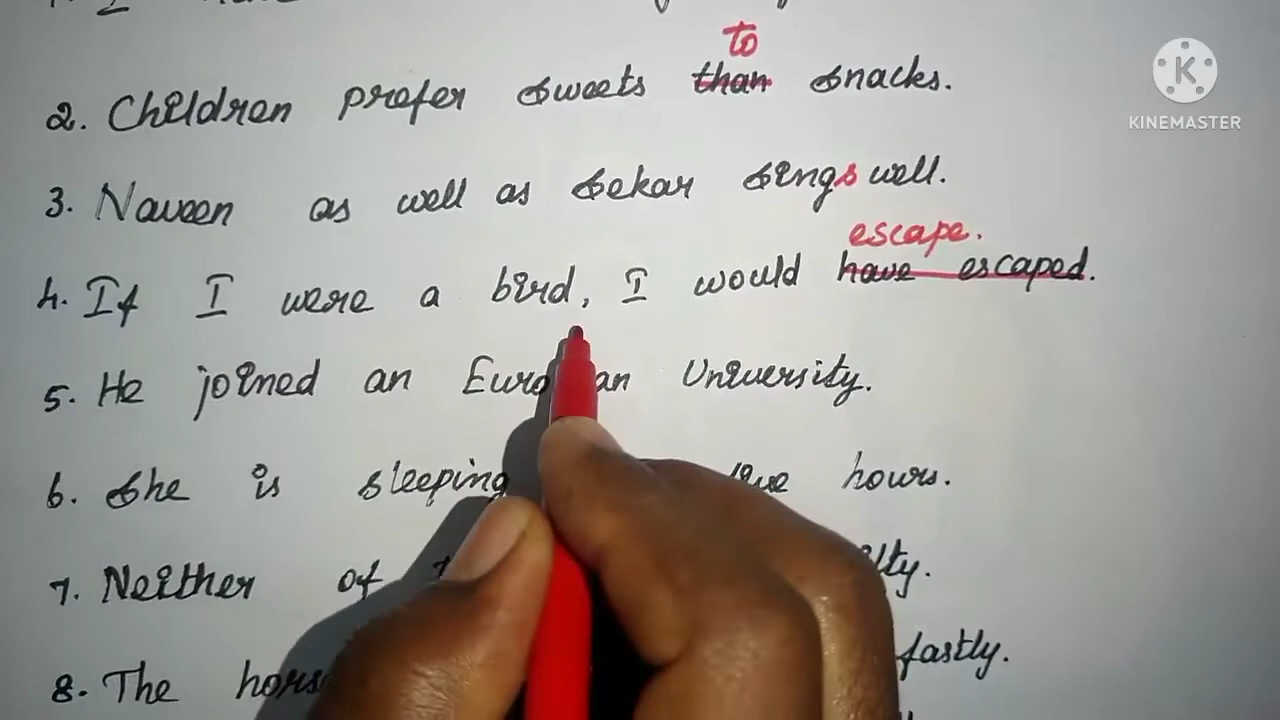 to
2. Children prefer sweets than snacks.
3. Naveen as well as Sekar sings well.
escape.
4. If I were a bird, I would have escaped.
5. He joined an University.
6. She is sleeping hours.
7. Neither of
8. The fastly.
KINEMASTER